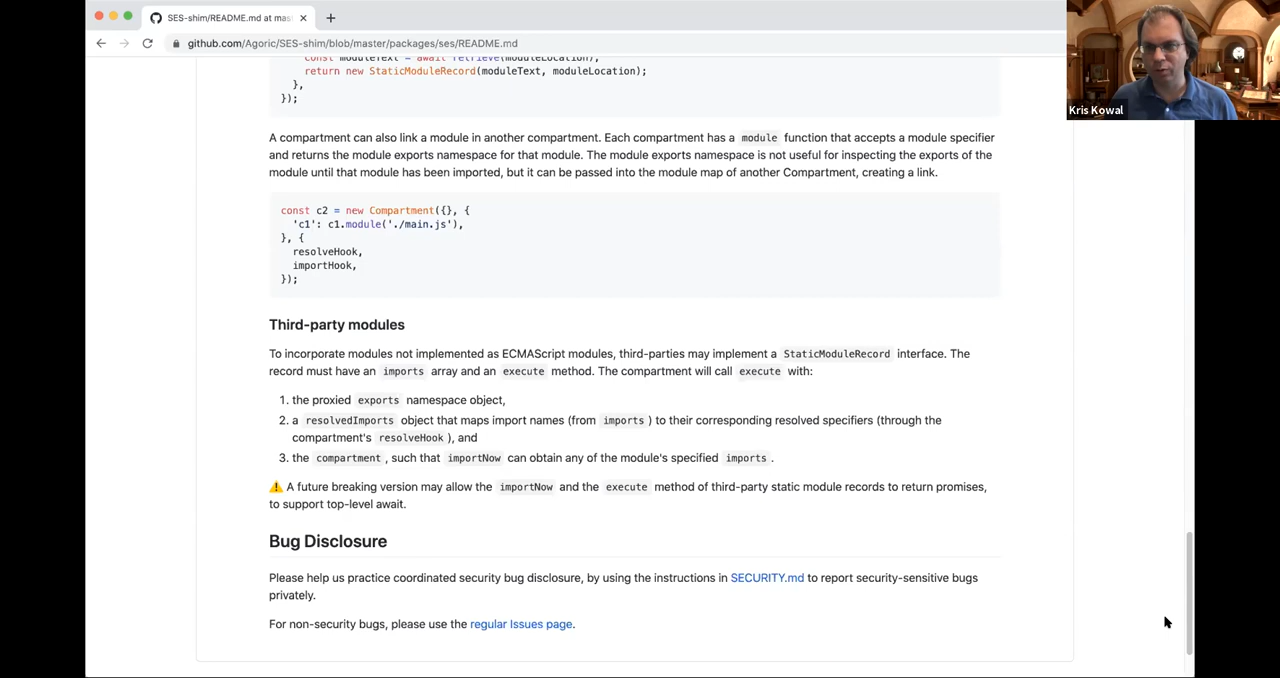 SES-shim/README.md at mas
github.com/Agoric/SES-shim/blob/master/packages/ses/README.md
Kris Kowal
const moduleText = await retrieve(moduleLocation);
return new StaticModuleRecord(moduleText, moduleLocation);
},
});
A compartment can also link a module in another compartment. Each compartment has a module function that accepts a module specifier
and returns the module exports namespace for that module. The module exports namespace is not useful for inspecting the exports of the
module until that module has been imported, but it can be passed into the module map of another Compartment, creating a link.
const c2 = new Compartment({}, {
'c1': c1.module('./main.js'),
}, {
resolveHook,
importHook,
});
Third-party modules
To incorporate modules not implemented as ECMAScript modules, third-parties may implement a StaticModuleRecord interface. The
record must have an imports array and an execute method. The compartment will call execute with:
1. the proxied exports namespace object,
2. a resolvedImports object that maps import names (from imports ) to their corresponding resolved specifiers (through the
compartment's resolveHook ), and
3. the compartment , such that importNow can obtain any of the module's specified imports .
⚠️ A future breaking version may allow the importNow and the execute method of third-party static module records to return promises,
to support top-level await.
Bug Disclosure
Please help us practice coordinated security bug disclosure, by using the instructions in SECURITY.md to report security-sensitive bugs
privately.
For non-security bugs, please use the regular Issues page.